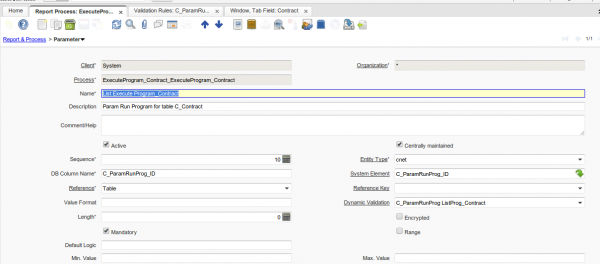 Home Report Process: ExecutePro... Validation Rules: C_ParamRu... Window, Tab Field: Contract
Report & Process > Parameter 1/1
Client* System Organization* *
Process* ExecuteProgram_Contract_ExecuteProgram_Contract
Name* List Execute Program_Contract
Description Param Run Program for table C_Contract
Comment/Help
Active Centrally maintained
Sequence* 10 Entity Type* cnet
DB Column Name* C_ParamRunProg_ID System Element C_ParamRunProg_ID
Reference* Table Reference Key
Value Format Dynamic Validation C_ParamRunProg ListProg_Contract
Length* 0 Encrypted
Mandatory Range
Default Logic
Min. Value Max. Value